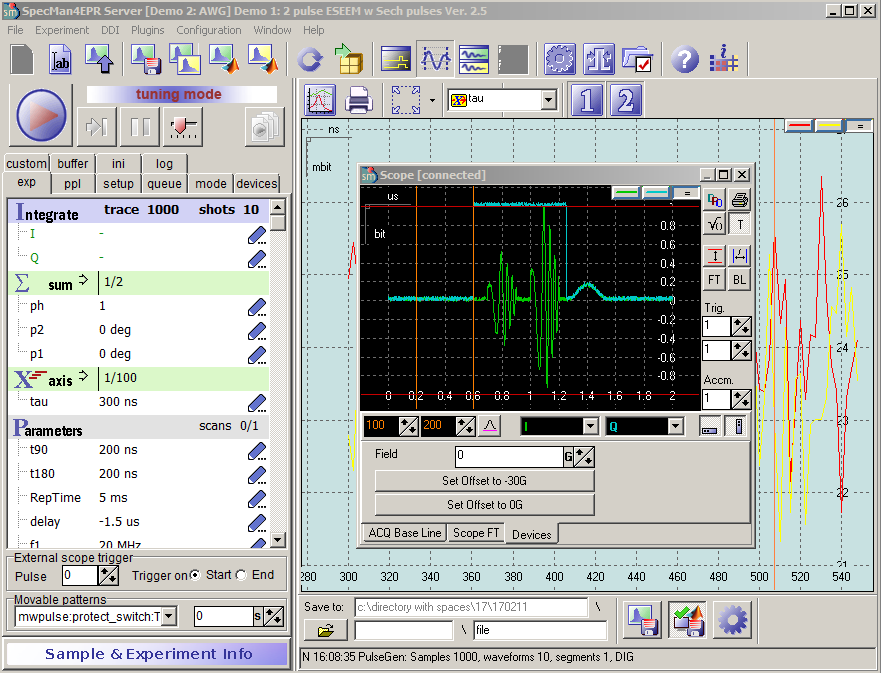 SpecMan4EPR Server [Demo 2: AWG] Demo 1: 2 pulse ESEEM w Sech pulses Ver. 2.5
File Experiment DDI Plugins Configuration Window Help
tuning mode
tau
1 2
custom buffer ini log
exp ppl setup queue mode devices
Integrate trace 1000 shots 10
I -
Q -
Σ sum 1/2
ph 1
p2 0 deg
p1 0 deg
X axis 1/100
tau 300 ns
Parameters scans 0/1
t90 200 ns
t180 200 ns
RepTime 5 ms
delay -1.5 us
f1 20 MHz
External scope trigger
Pulse 0 Trigger on Start End
Movable patterns
mwpulse:protect_switch:T 0 s
Sample & Experiment Info
ns
mbit
26
25
24
23
22
21
280 300 320 340 360 380 400 420 440 460 480 500 520 540
sm Scope [connected]
us
bit
0.8
0.6
0.4
0.2
0
-0.2
-0.4
-0.6
-0.8
0 0.2 0.4 0.6 0.8 1 1.2 1.4 1.6 1.8 2
√0 T
FT BL
Trig.
1
1
Accm.
1
100 200 I Q
Field 0 G
Set Offset to -30G
Set Offset to 0G
ACQ Base Line Scope FT Devices
Save to: c:\directory with spaces\17\170211 \
\ file
N 16:08:35 PulseGen: Samples 1000, waveforms 10, segments 1, DIG